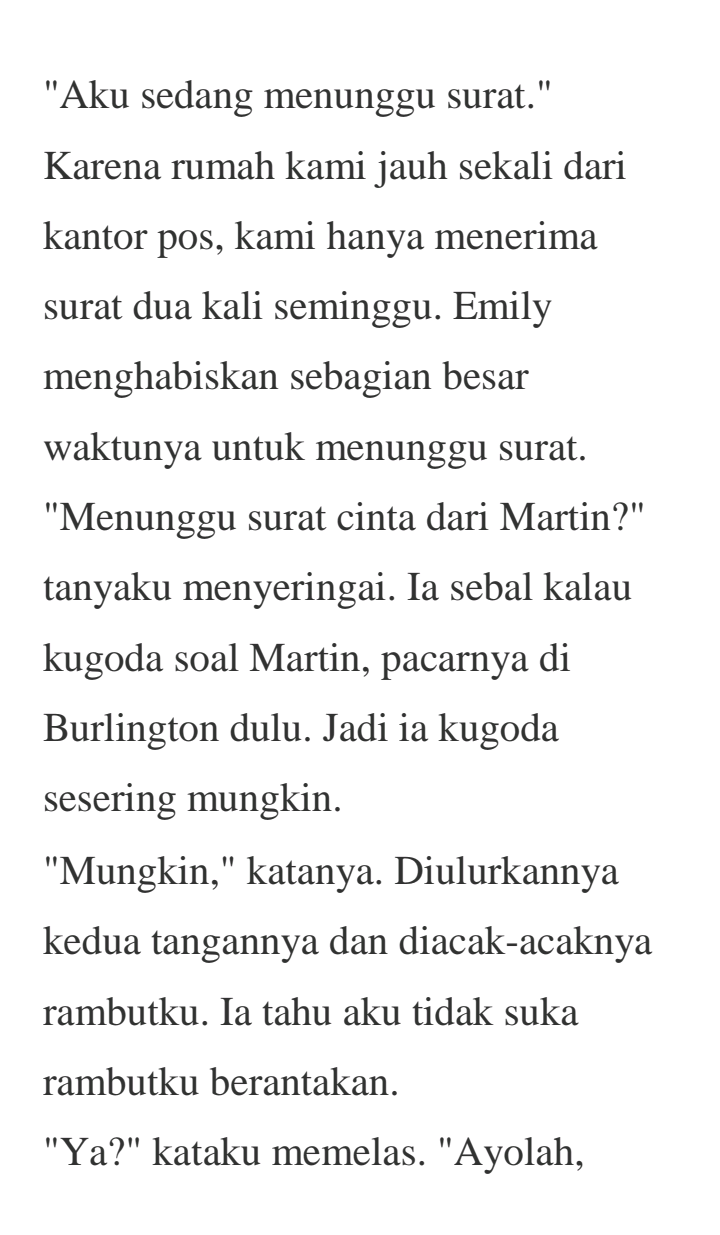 "Aku sedang menunggu surat."
Karena rumah kami jauh sekali dari
kantor pos, kami hanya menerima
surat dua kali seminggu. Emily
menghabiskan sebagian besar
waktunya untuk menunggu surat.
"Menunggu surat cinta dari Martin?"
tanyaku menyeringai. Ia sebal kalau
kugoda soal Martin, pacarnya di
Burlington dulu. Jadi ia kugoda
sesering mungkin.
"Mungkin," katanya. Diulurkannya
kedua tangannya dan diacak-acaknya
rambutku. Ia tahu aku tidak suka
rambutku berantakan.
"Ya?" kataku memelas. "Ayolah,